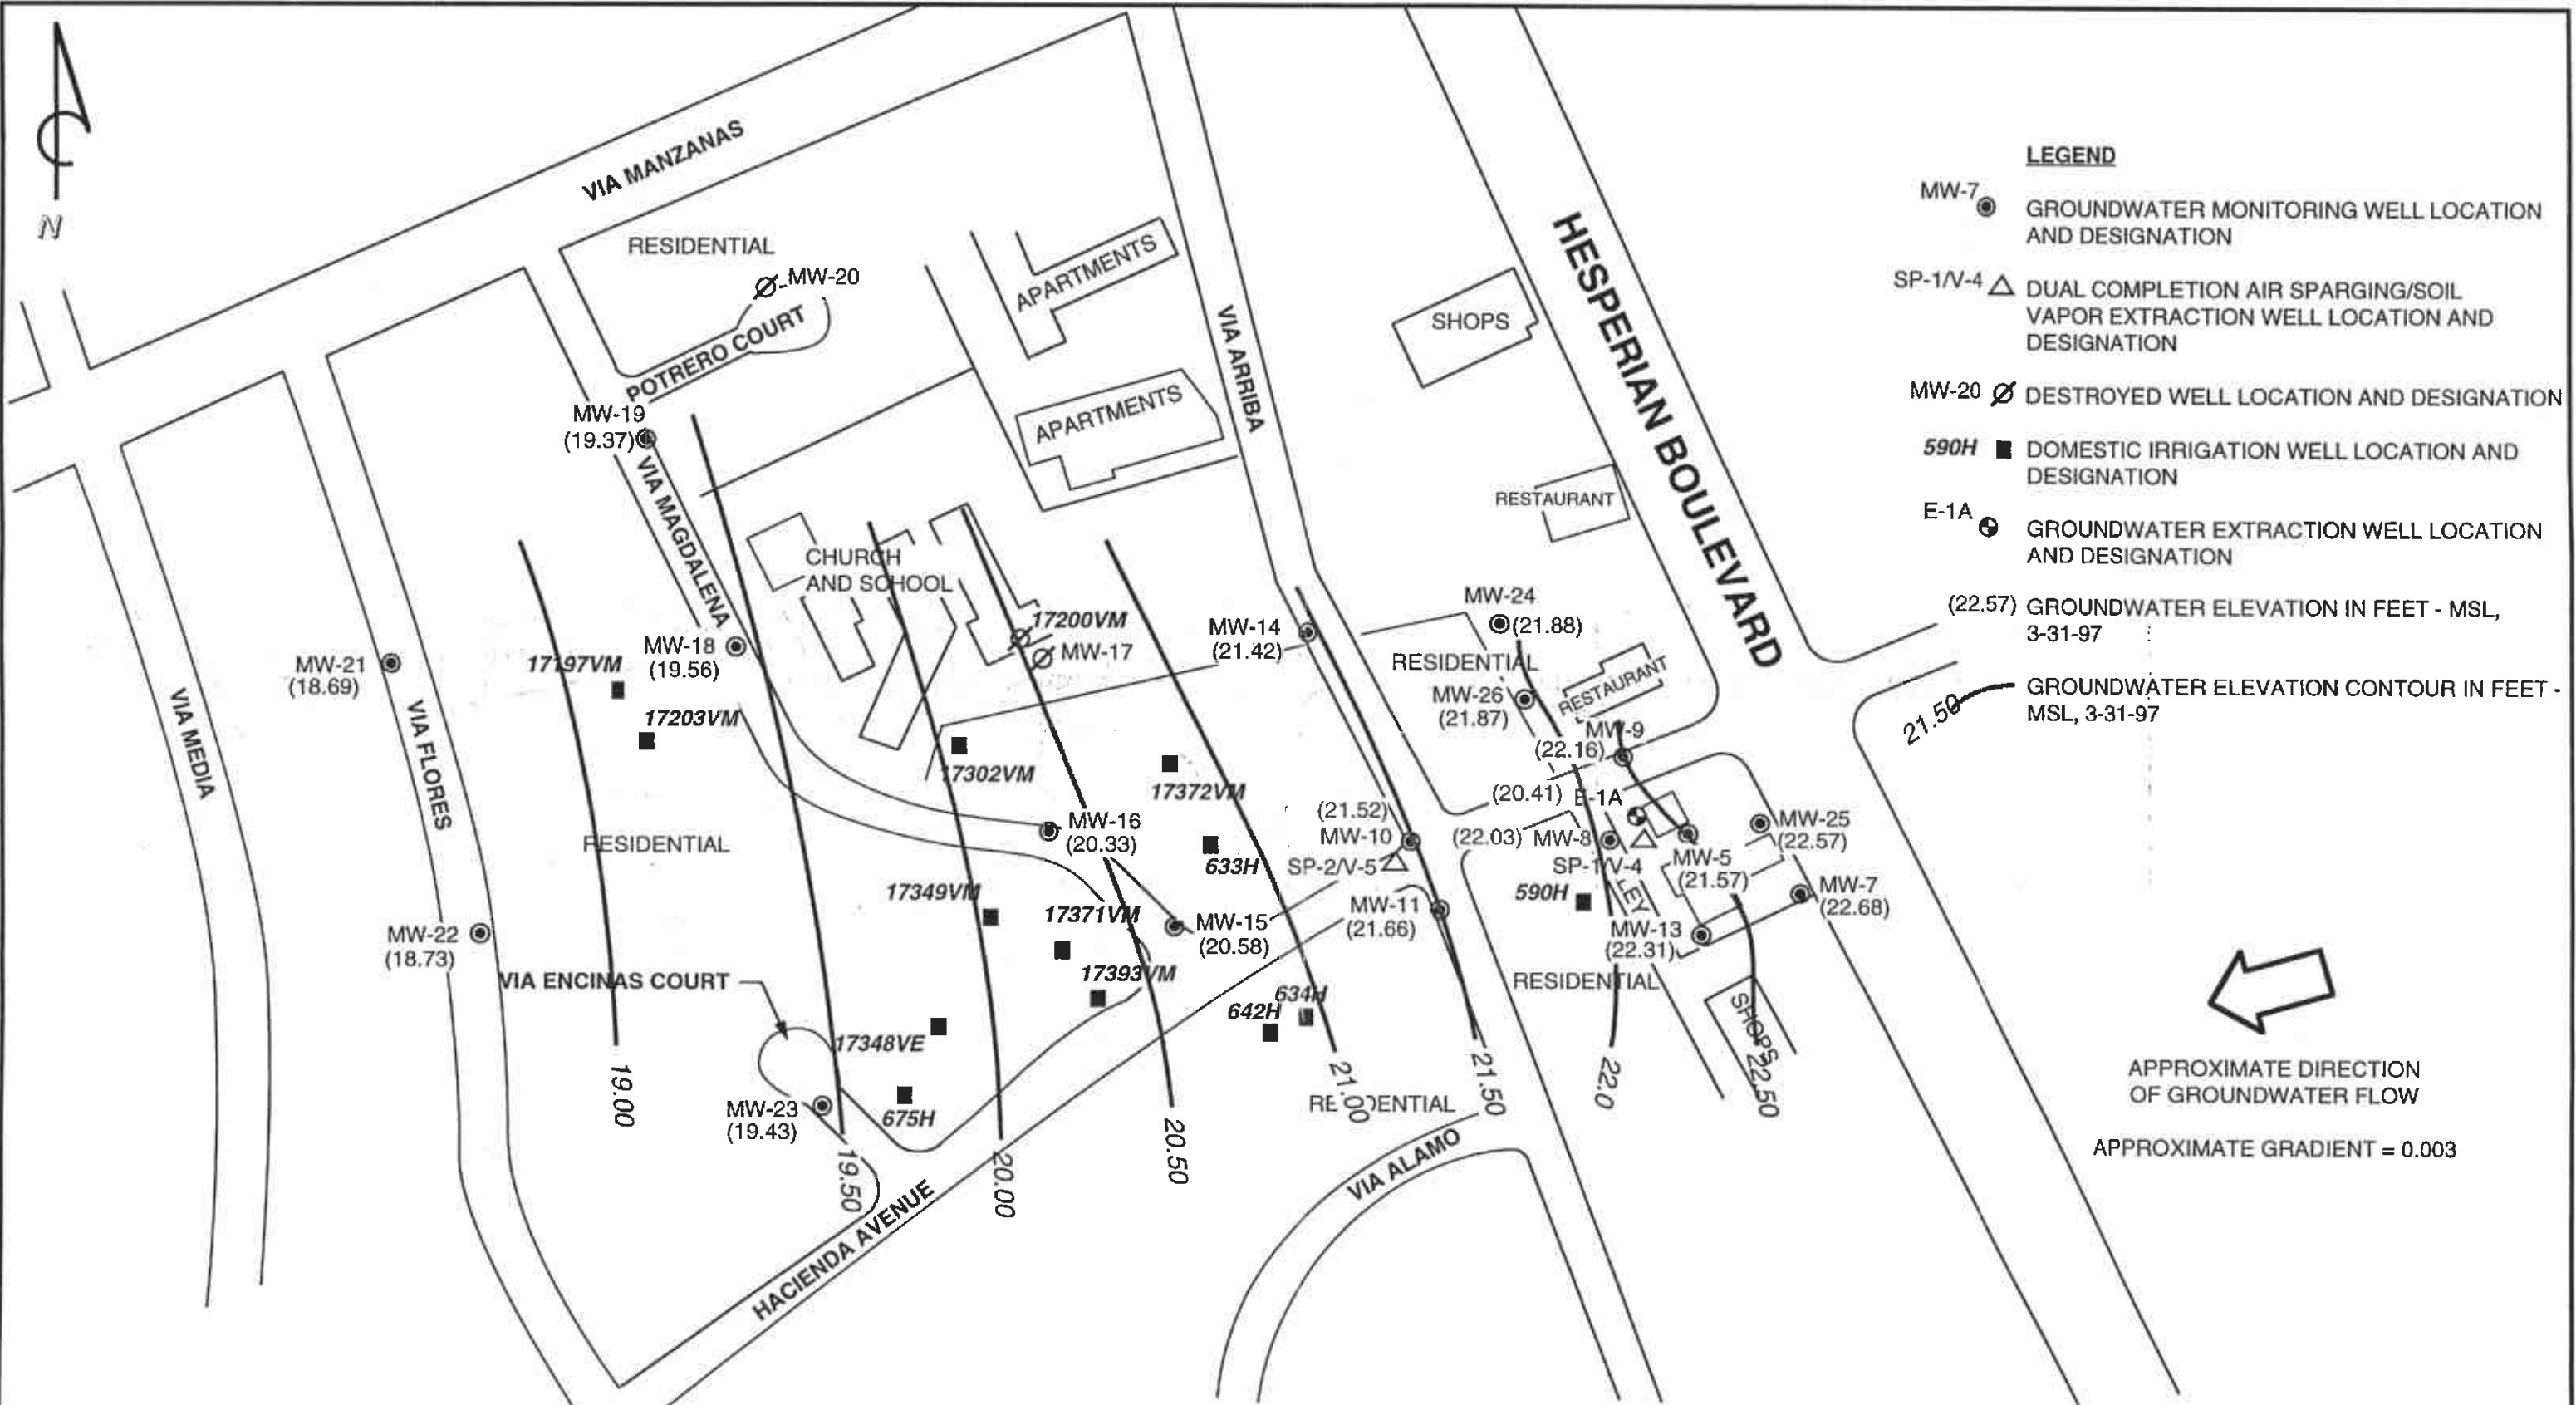 N
VIA MANZANAS
RESIDENTIAL
MW-20
POTRERO COURT
APARTMENTS
APARTMENTS
VIA ARRIBA
SHOPS
HESPERIAN BOULEVARD
RESTAURANT
MW-19
(19.37)
VIA MAGDALENA
CHURCH
AND SCHOOL
17200VM
MW-17
MW-14
(21.42)
MW-24
(21.88)
RESIDENTIAL
RESTAURANT
MW-26
(21.87)
MW-9
(22.16)
MW-21
(18.69)
VIA MEDIA
VIA FLORES
17197VM
MW-18
(19.56)
17203VM
17302VM
17372VM
RESIDENTIAL
MW-16
(20.33)
633H
(21.52)
MW-10
SP-2/V-5
(20.41)
E-1A
(22.03)
MW-8
SP-1/V-4
MW-5
(21.57)
MW-25
(22.57)
MW-7
(22.68)
590H
LEY
MW-13
(22.31)
MW-11
(21.66)
17349VM
17371VM
MW-15
(20.58)
17393VM
MW-22
(18.73)
VIA ENCINAS COURT
17348VE
634H
642H
RESIDENTIAL
SHOPS
MW-23
(19.43)
675H
19.00
19.50
20.00
20.50
21.00
21.50
22.0
22.50
RE DENTIAL
VIA ALAMO
HACIENDA AVENUE
LEGEND
MW-7
GROUNDWATER MONITORING WELL LOCATION
AND DESIGNATION
SP-1/V-4
DUAL COMPLETION AIR SPARGING/SOIL
VAPOR EXTRACTION WELL LOCATION AND
DESIGNATION
MW-20
DESTROYED WELL LOCATION AND DESIGNATION
590H
DOMESTIC IRRIGATION WELL LOCATION AND
DESIGNATION
E-1A
GROUNDWATER EXTRACTION WELL LOCATION
AND DESIGNATION
(22.57) GROUNDWATER ELEVATION IN FEET - MSL,
3-31-97
21.50
GROUNDWATER ELEVATION CONTOUR IN FEET -
MSL, 3-31-97
APPROXIMATE DIRECTION
OF GROUNDWATER FLOW
APPROXIMATE GRADIENT = 0.003